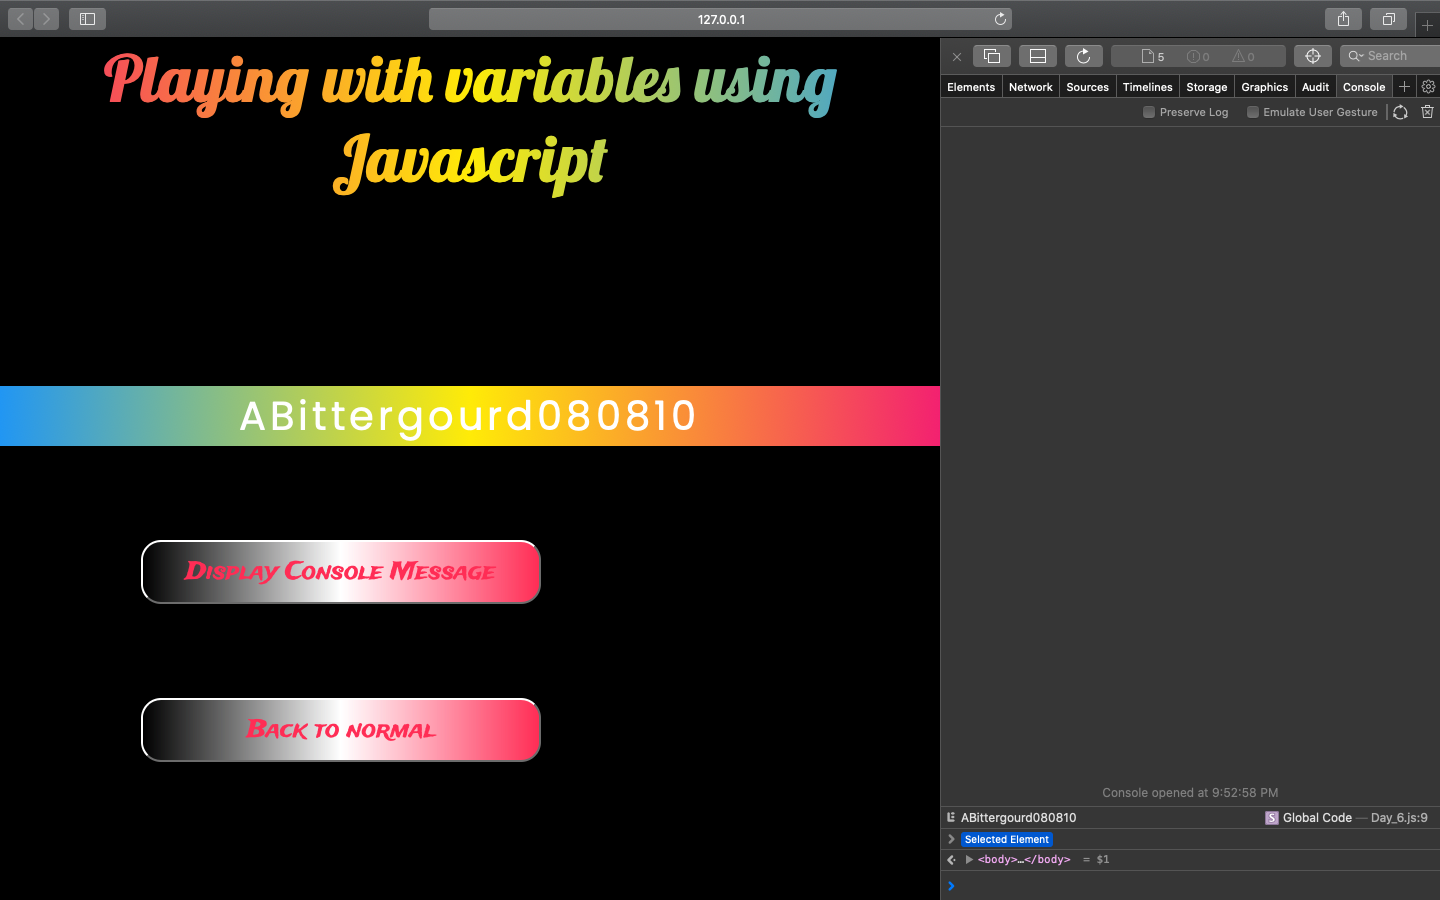 127.0.0.1
Playing with variables using
Javascript
ABittergourd080810
Display Console Message
Back to normal
5 0 0 Search
Elements Network Sources Timelines Storage Graphics Audit Console
Preserve Log Emulate User Gesture
Console opened at 9:52:58 PM
ABittergourd080810 S Global Code — Day_6.js:9
Selected Element
<body>…</body> = $1